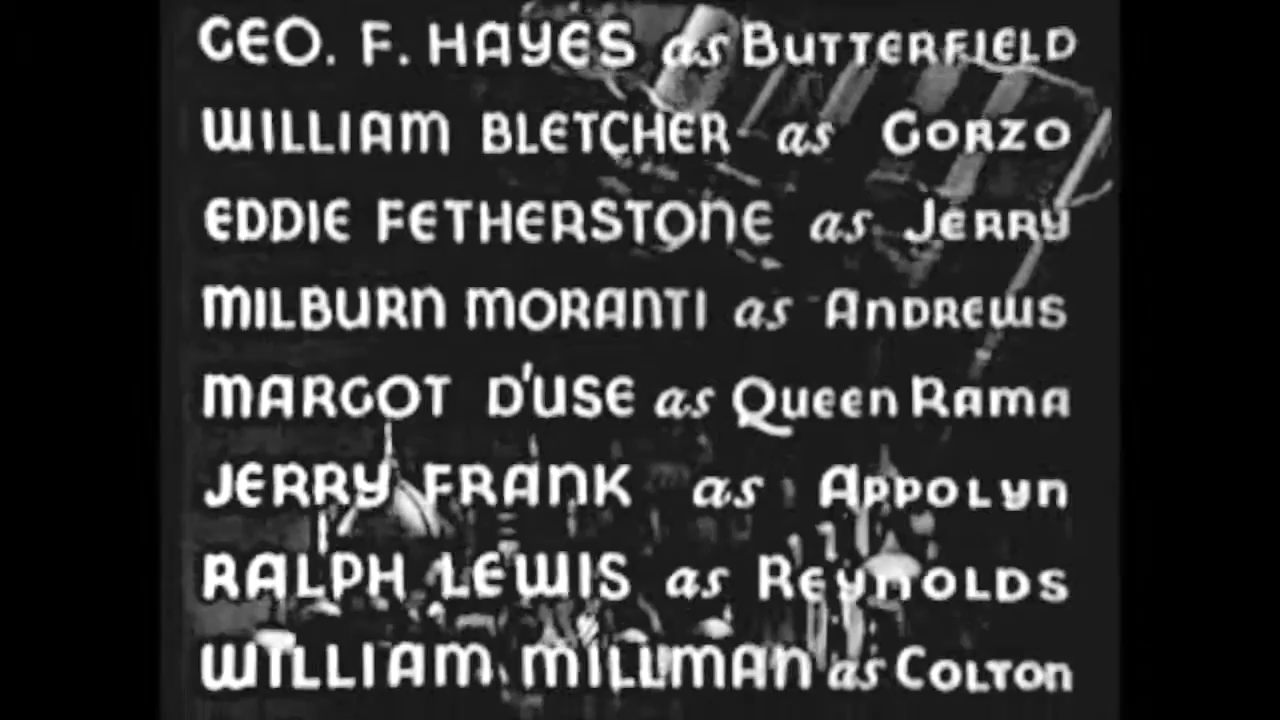 GEO. F. HAYES as BUTTERFIELD
WILLIAM BLETCHER as GORZO
EDDIE FETHERSTONE as JERRY
MILBURN MORANTI as ANDREWS
MARGOT D'USE as QUEEN RAMA
JERRY FRANK as APPOLYN
RALPH LEWIS as REYNOLDS
WILLIAM MILLMAN as COLTON